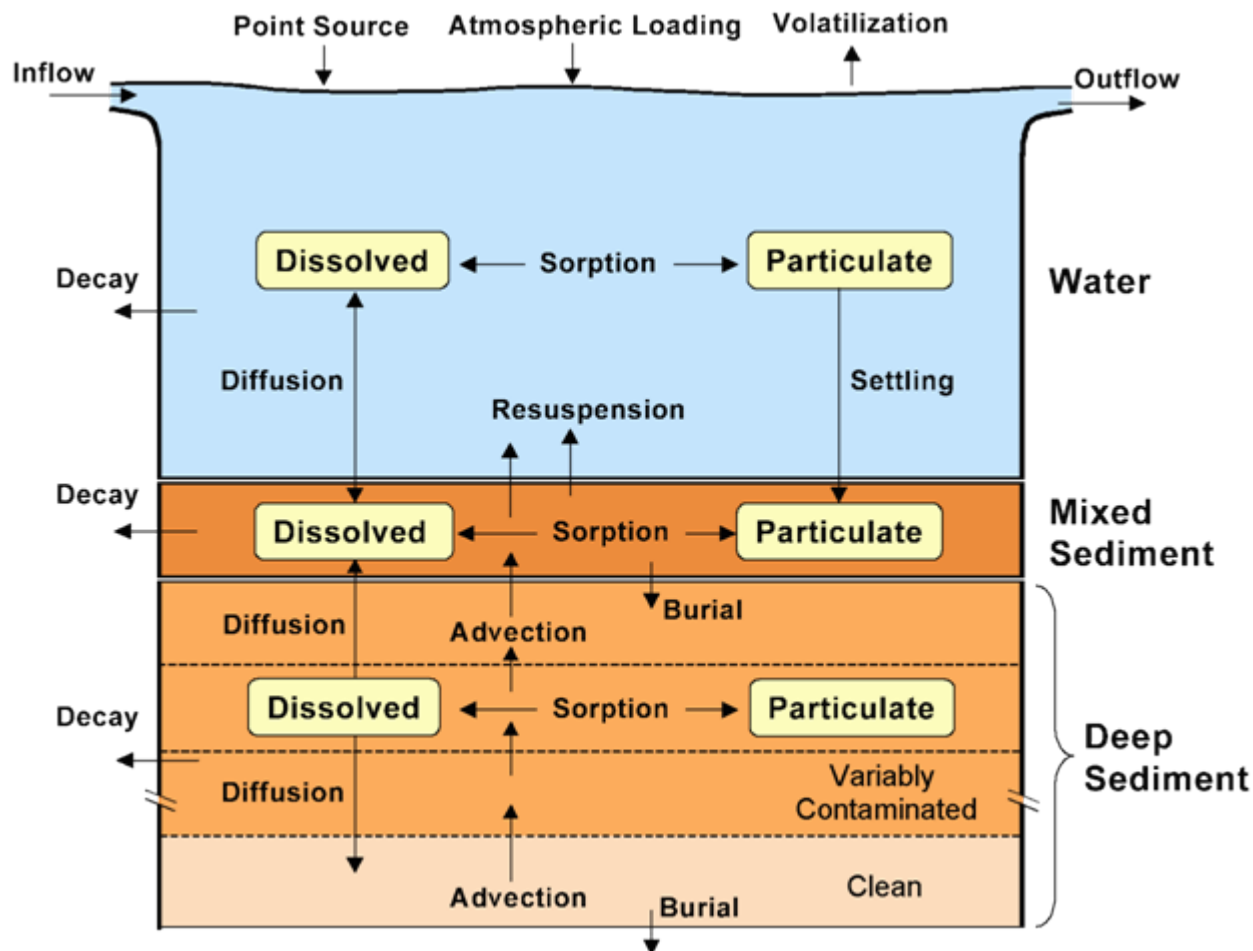 Point Source
Atmospheric Loading
Volatilization
Inflow
Outflow
Dissolved
Sorption
Particulate
Water
Decay
Diffusion
Settling
Resuspension
Decay
Dissolved
Sorption
Particulate
Mixed
Sediment
Diffusion
Advection
Burial
Dissolved
Sorption
Particulate
Decay
Deep
Sediment
Diffusion
Variably
Contaminated
Advection
Burial
Clean